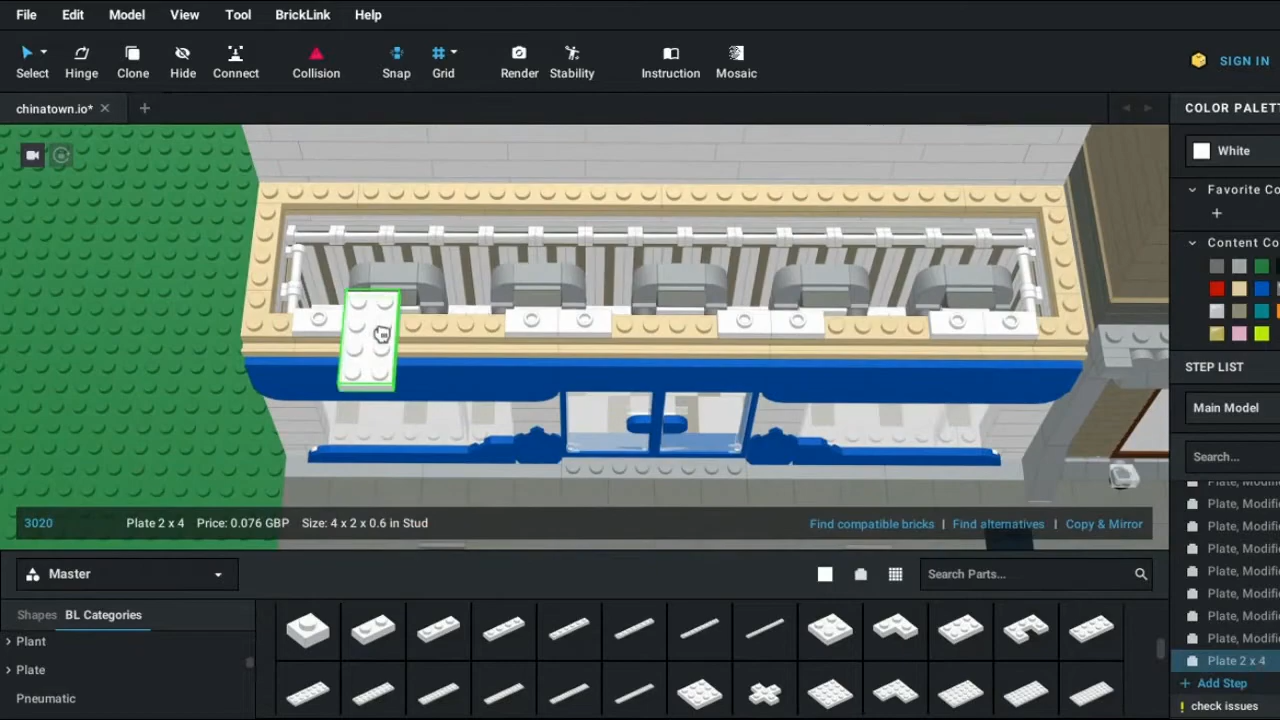 File Edit Model View Tool BrickLink Help
Select Hinge Clone Hide Connect Collision Snap Grid Render Stability Instruction Mosaic
SIGN IN
chinatown.io*
COLOR PALET
White
Favorite Co
Content Co
STEP LIST
Main Model
Search...
Plate, Modifi
Plate, Modifi
Plate, Modifi
Plate, Modifi
Plate, Modifi
Plate, Modifi
Plate, Modifi
Plate, Modifi
Plate 2 x 4
Add Step
check issues
3020 Plate 2 x 4 Price: 0.076 GBP Size: 4 x 2 x 0.6 in Stud
Find compatible bricks | Find alternatives | Copy & Mirror
Master
Search Parts...
Shapes BL Categories
Plant
Plate
Pneumatic